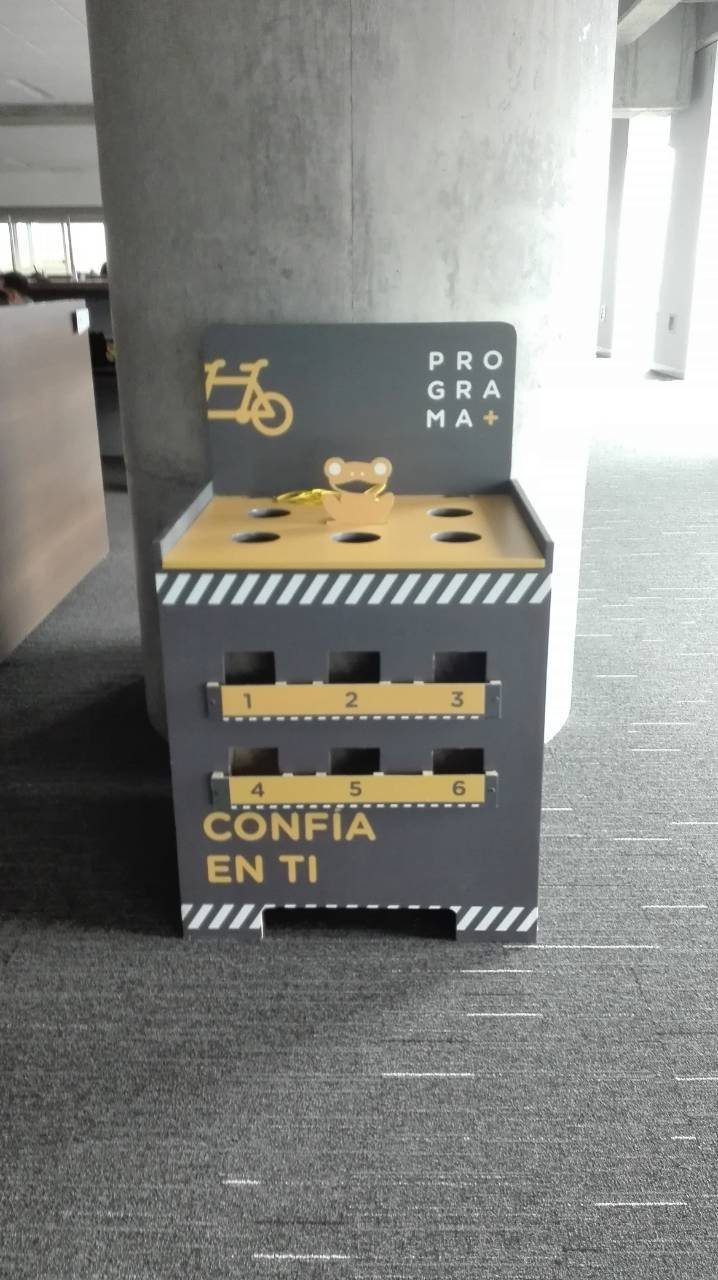 PRO
GRA
MA+
1 2 3
4 5 6
CONFÍA
EN TI